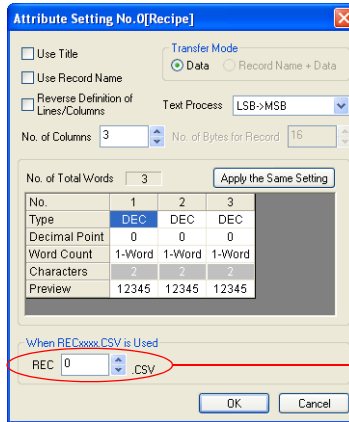 Attribute Setting No.0[Recipe]
Use Title
Use Record Name
Reverse Definition of
Lines/Columns
Transfer Mode
Data Record Name + Data
Text Process LSB->MSB
No. of Columns 3 No. of Bytes for Record 16
No. of Total Words 3 Apply the Same Setting
No. 1 2 3
Type DEC DEC DEC
Decimal Point 0 0 0
Word Count 1-Word 1-Word 1-Word
Characters 2 2 2
Preview 12345 12345 12345
When RECxxxx.CSV is Used
REC 0 .CSV
OK Cancel